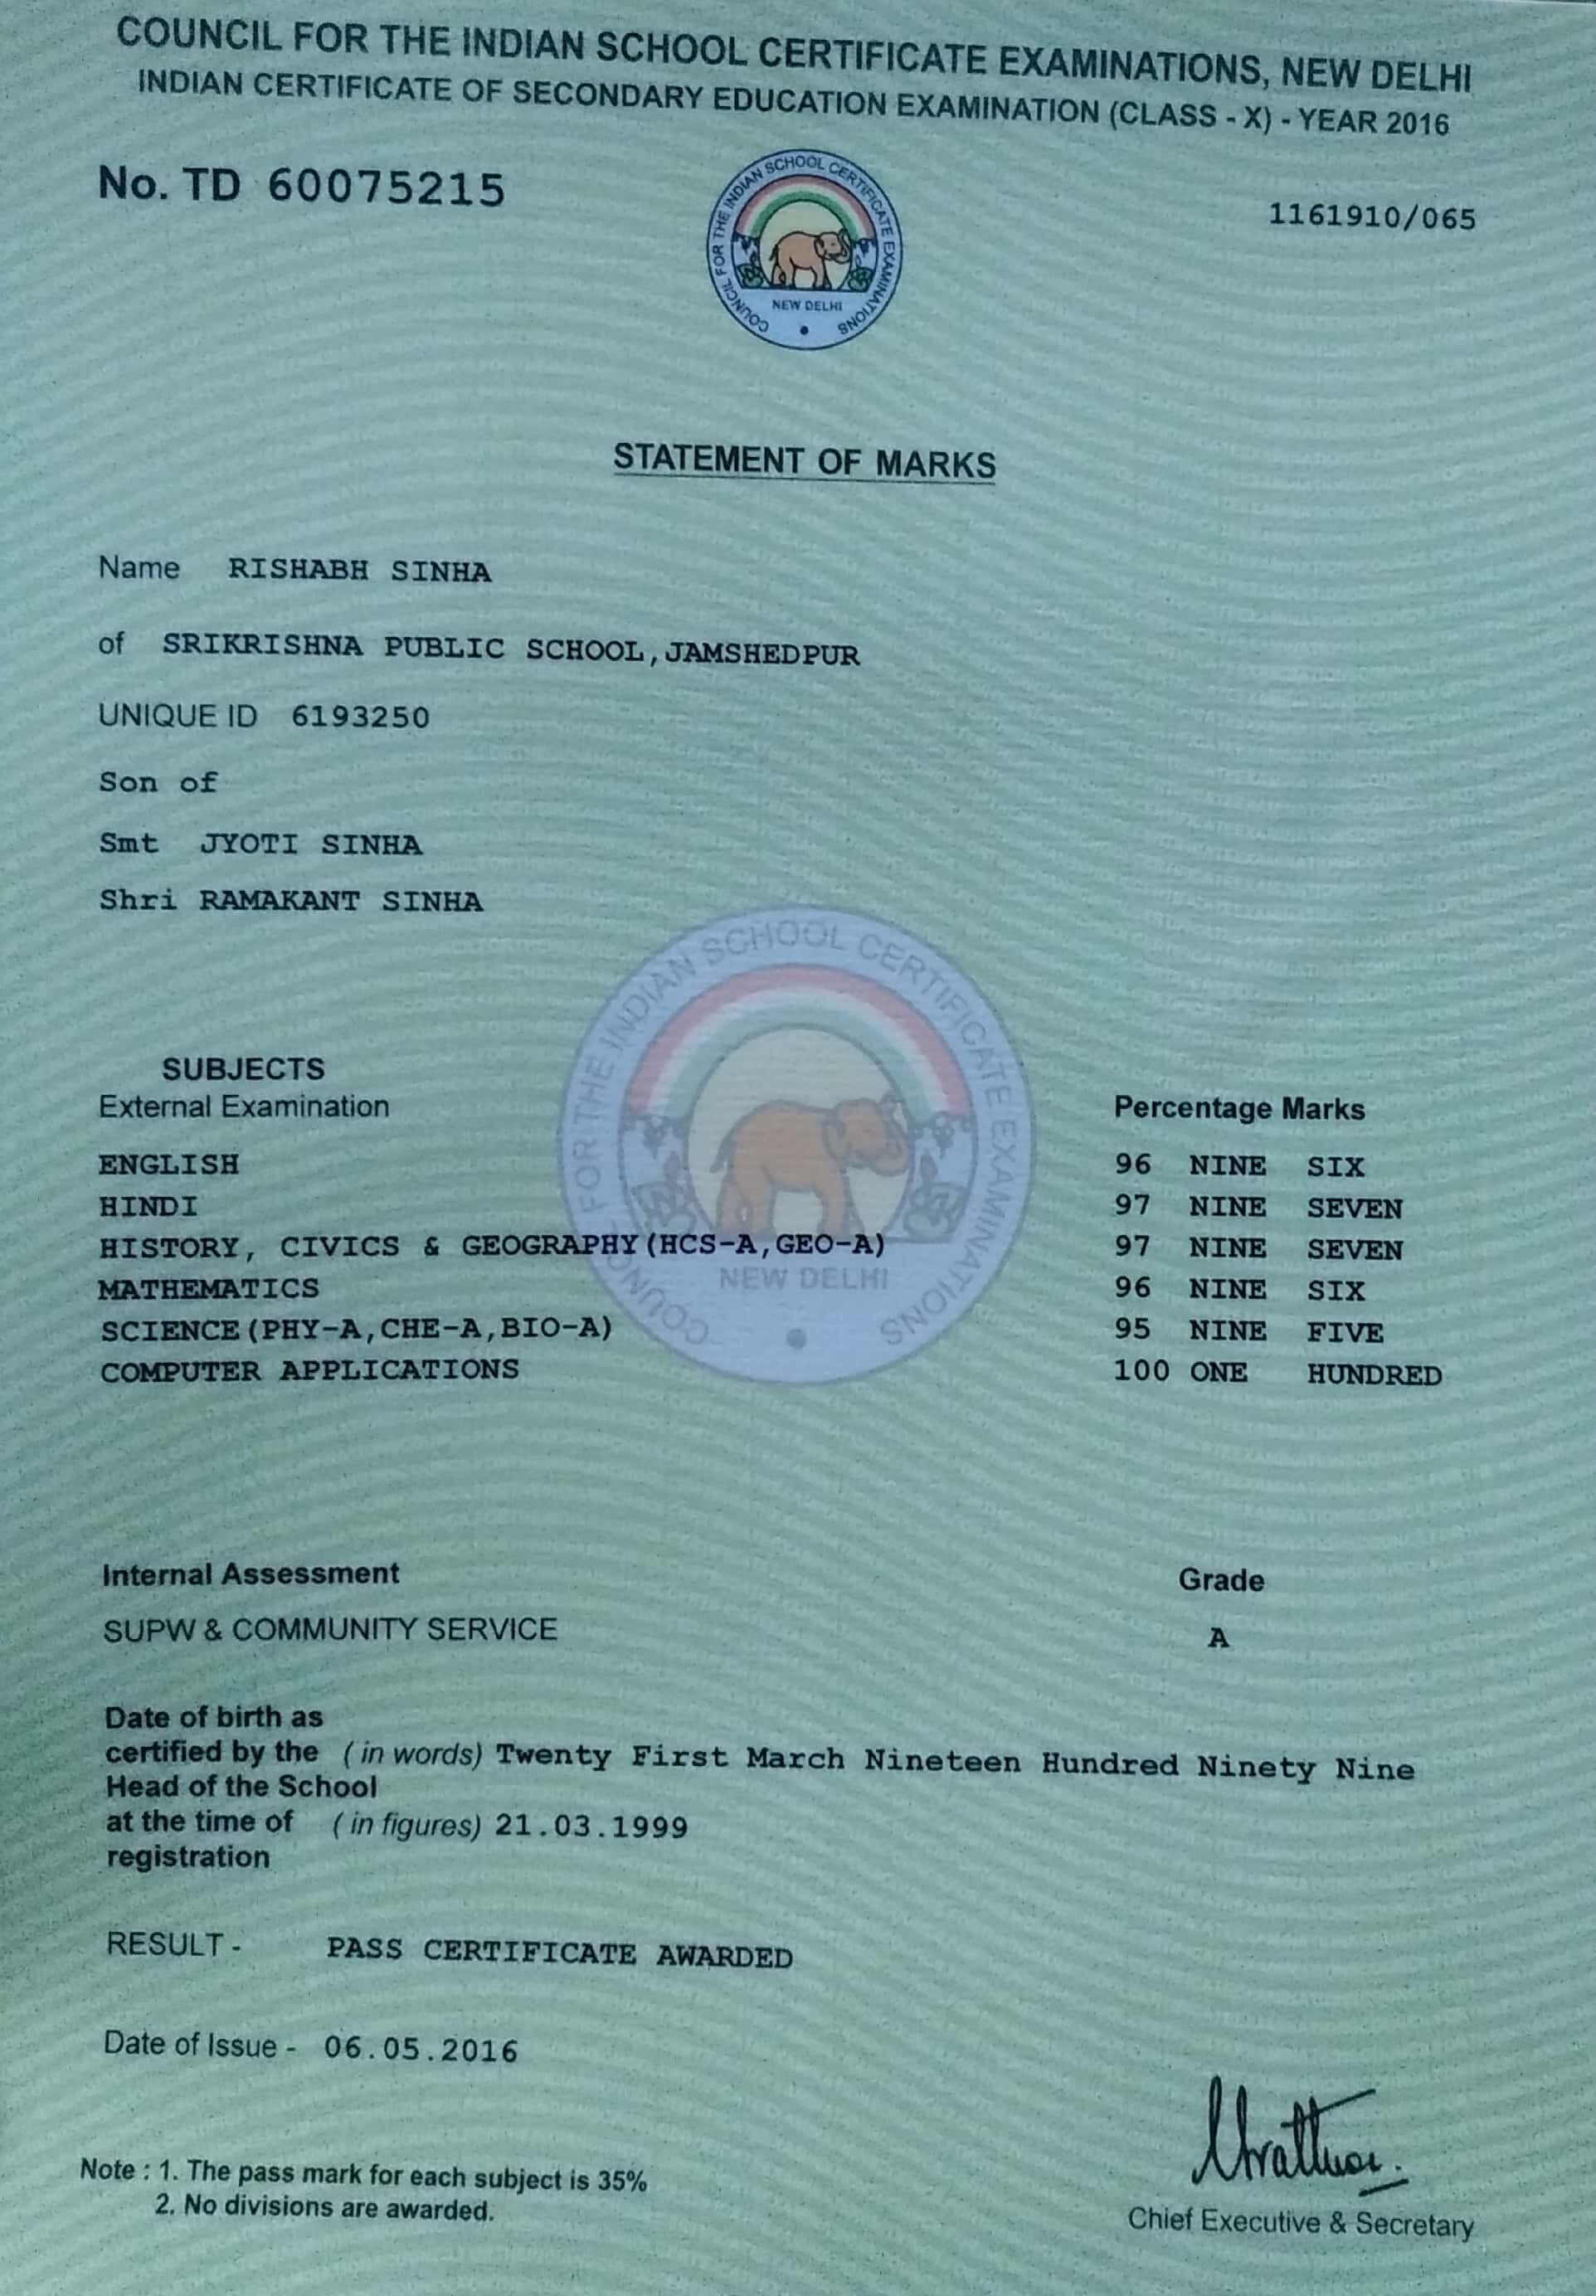 COUNCIL FOR THE INDIAN SCHOOL CERTIFICATE EXAMINATIONS, NEW DELHI
INDIAN CERTIFICATE OF SECONDARY EDUCATION EXAMINATION (CLASS - X) - YEAR 2016
No. TD 60075215
1161910/065
COUNCIL FOR THE INDIAN SCHOOL CERTIFICATE EXAMINATIONS
NEW DELHI
STATEMENT OF MARKS
Name RISHABH SINHA
of SRIKRISHNA PUBLIC SCHOOL,JAMSHEDPUR
UNIQUE ID 6193250
Son of
Smt JYOTI SINHA
Shri RAMAKANT SINHA
COUNCIL FOR THE INDIAN SCHOOL CERTIFICATE EXAMINATIONS
NEW DELHI
SUBJECTS
External Examination Percentage Marks
ENGLISH 96 NINE SIX
HINDI 97 NINE SEVEN
HISTORY, CIVICS & GEOGRAPHY(HCS-A,GEO-A) 97 NINE SEVEN
MATHEMATICS 96 NINE SIX
SCIENCE(PHY-A,CHE-A,BIO-A) 95 NINE FIVE
COMPUTER APPLICATIONS 100 ONE HUNDRED
Internal Assessment Grade
SUPW & COMMUNITY SERVICE A
Date of birth as
certified by the (in words) Twenty First March Nineteen Hundred Ninety Nine
Head of the School
at the time of (in figures) 21.03.1999
registration
RESULT - PASS CERTIFICATE AWARDED
Date of Issue - 06.05.2016
Note : 1. The pass mark for each subject is 35%
2. No divisions are awarded.
Chief Executive & Secretary